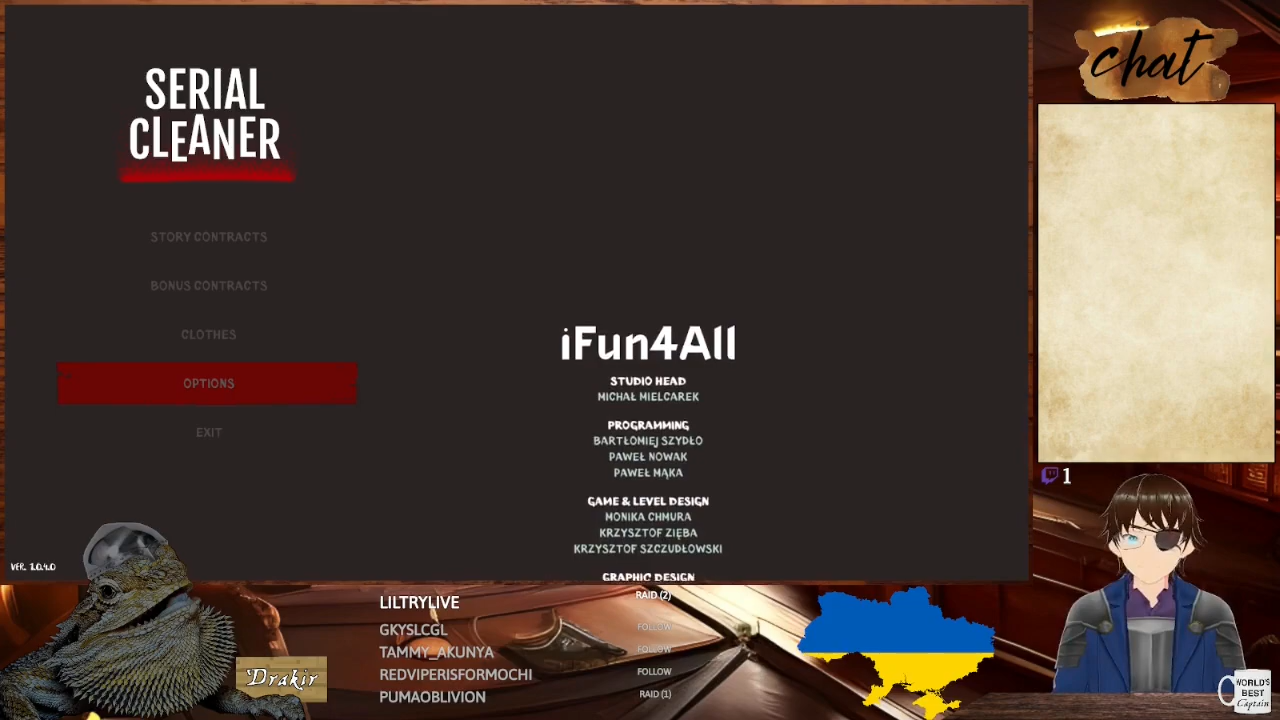 SERIAL
CLEANER
STORY CONTRACTS
BONUS CONTRACTS
CLOTHES
OPTIONS
EXIT
VER. 1.0.4.0
iFun4All
STUDIO HEAD
MICHAŁ MIELCAREK
PROGRAMMING
BARTŁOMIEJ SZYDŁO
PAWEŁ NOWAK
PAWEŁ MĄKA
GAME & LEVEL DESIGN
MONIKA CHMURA
KRZYSZTOF ZIĘBA
KRZYSZTOF SZCZUDŁOWSKI
GRAPHIC DESIGN
chat
1
LILTRYLIVE RAID (2)
GKYSLCGL FOLLOW
TAMMY_AKUNYA FOLLOW
REDVIPERISFORMOCHI FOLLOW
PUMAOBLIVION RAID (1)
Drakir
WORLD'S
BEST
Captain